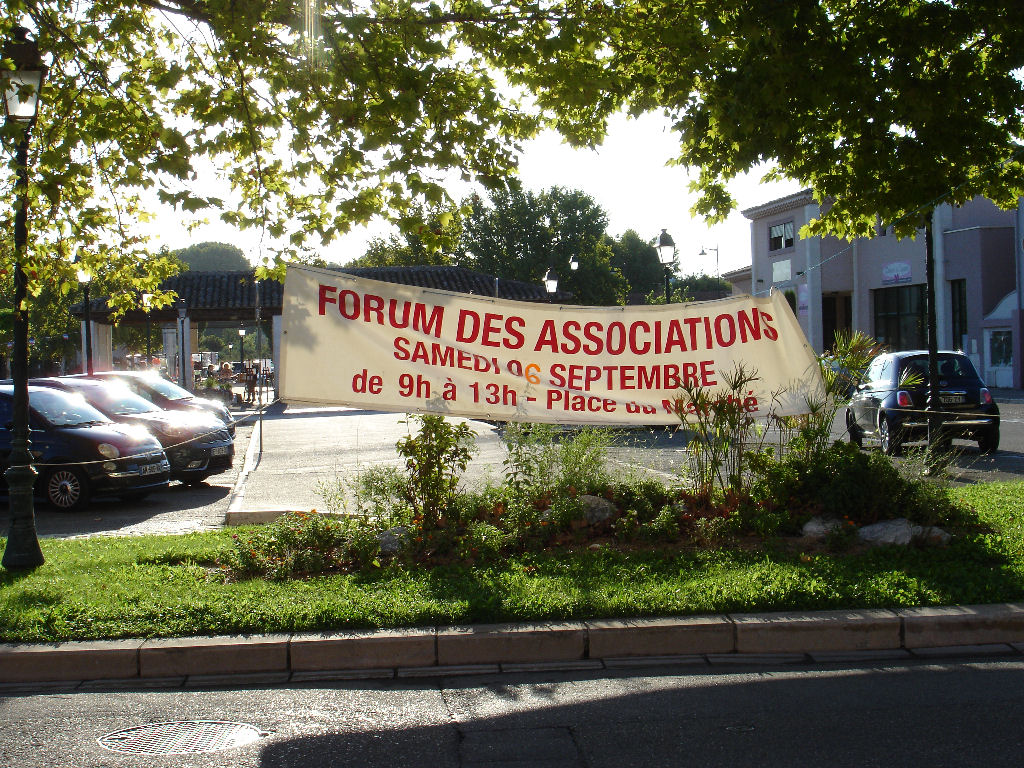 FORUM DES ASSOCIATIONS
SAMEDI 06 SEPTEMBRE
de 9h à 13h - Place du Marché